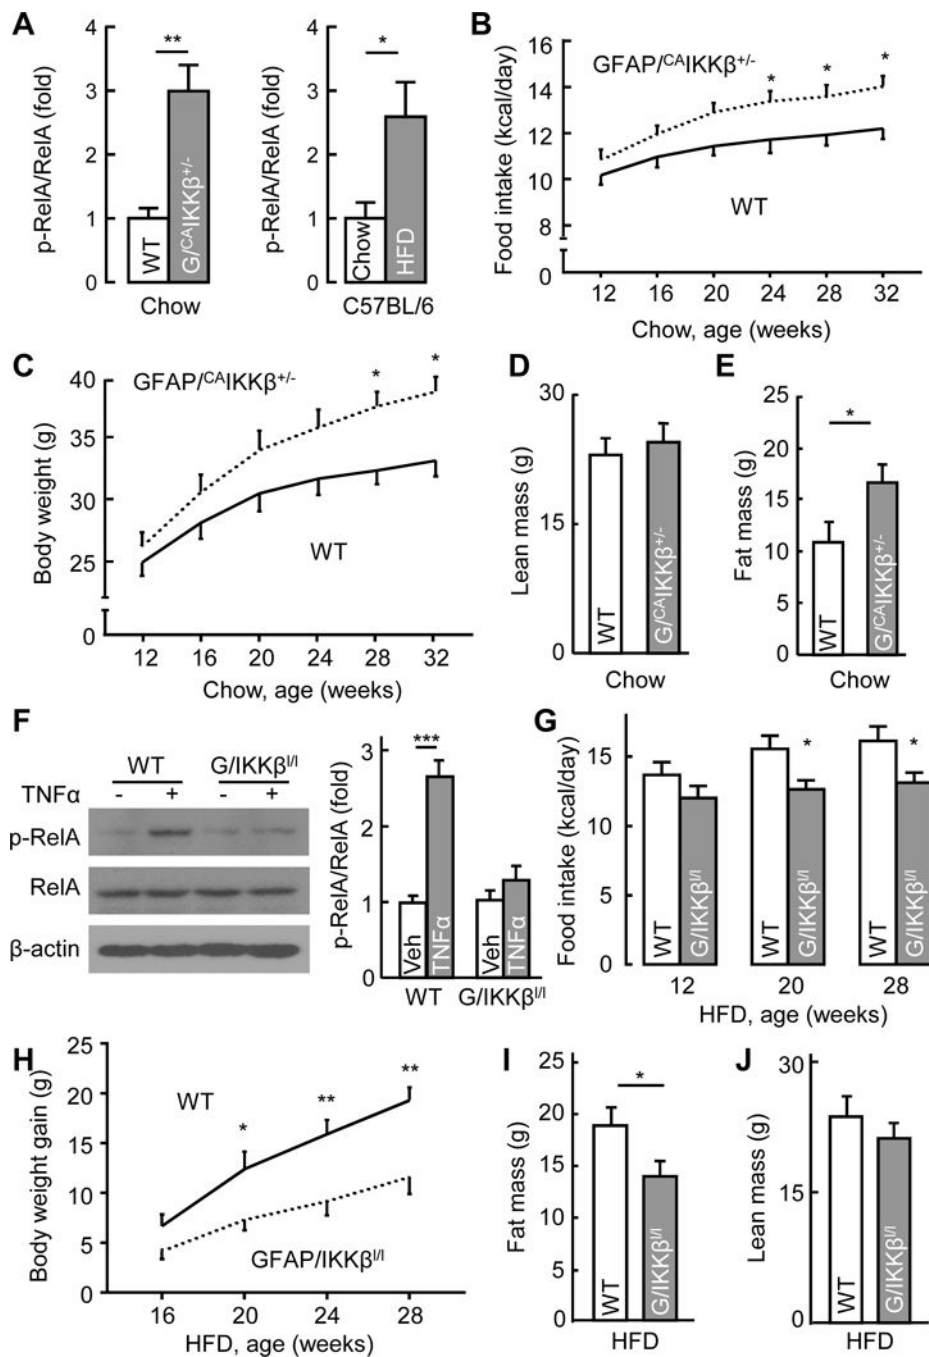 A
p-RelA/RelA (fold)
4
3
2
1
0
**
WT
G/CAIKKβ+/-
Chow
p-RelA/RelA (fold)
4
3
2
1
0
*
Chow
HFD
C57BL/6
B
Food intake (kcal/day)
16
14
12
10
8
0
GFAP/CAIKKβ+/-
* * *
WT
12 16 20 24 28 32
Chow, age (weeks)
C
Body weight (g)
40
35
30
25
0
GFAP/CAIKKβ+/-
* *
WT
12 16 20 24 28 32
Chow, age (weeks)
D
Lean mass (g)
30
15
0
WT
G/CAIKKβ+/-
Chow
E
Fat mass (g)
25
20
15
10
5
0
*
WT
G/CAIKKβ+/-
Chow
F
WT G/IKKβl/l
TNFα - + - +
p-RelA
RelA
β-actin
p-RelA/RelA (fold)
3
2
1
0
***
Veh
TNFα
Veh
TNFα
WT G/IKKβl/l
G
Food intake (kcal/day)
15
10
5
0
* *
WT
G/IKKβl/l
WT
G/IKKβl/l
WT
G/IKKβl/l
12 20 28
HFD, age (weeks)
H
Body weight gain (g)
25
20
15
10
5
0
WT
* ** **
GFAP/IKKβl/l
16 20 24 28
HFD, age (weeks)
I
Fat mass (g)
25
20
15
10
5
0
*
WT
G/IKKβl/l
HFD
J
Lean mass (g)
30
15
0
WT
G/IKKβl/l
HFD